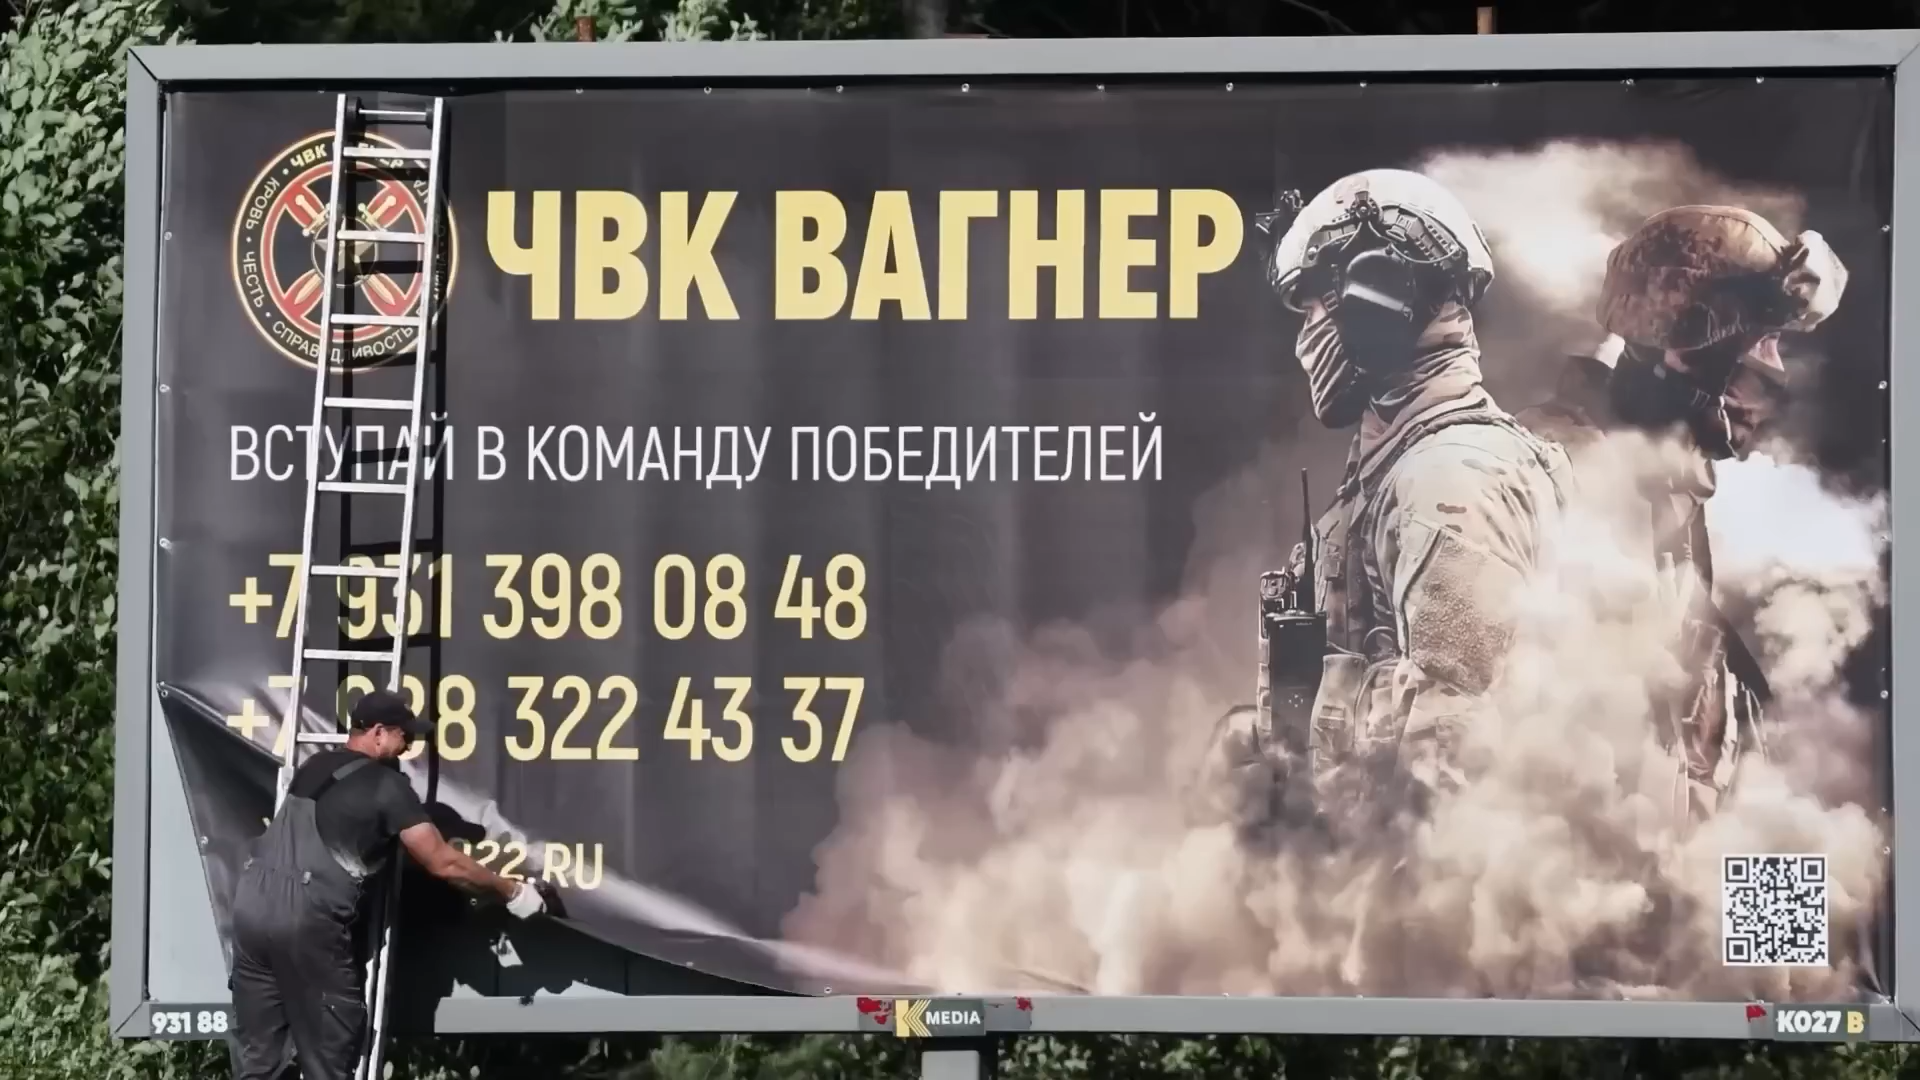 ЧВК ВАГНЕР
КРОВЬ • ЧЕСТЬ • СПРАВЕДЛИВОСТЬ
ВСТУПАЙ В КОМАНДУ ПОБЕДИТЕЛЕЙ
+7 931 398 08 48
322 43 37
931 88
K MEDIA
K027 B